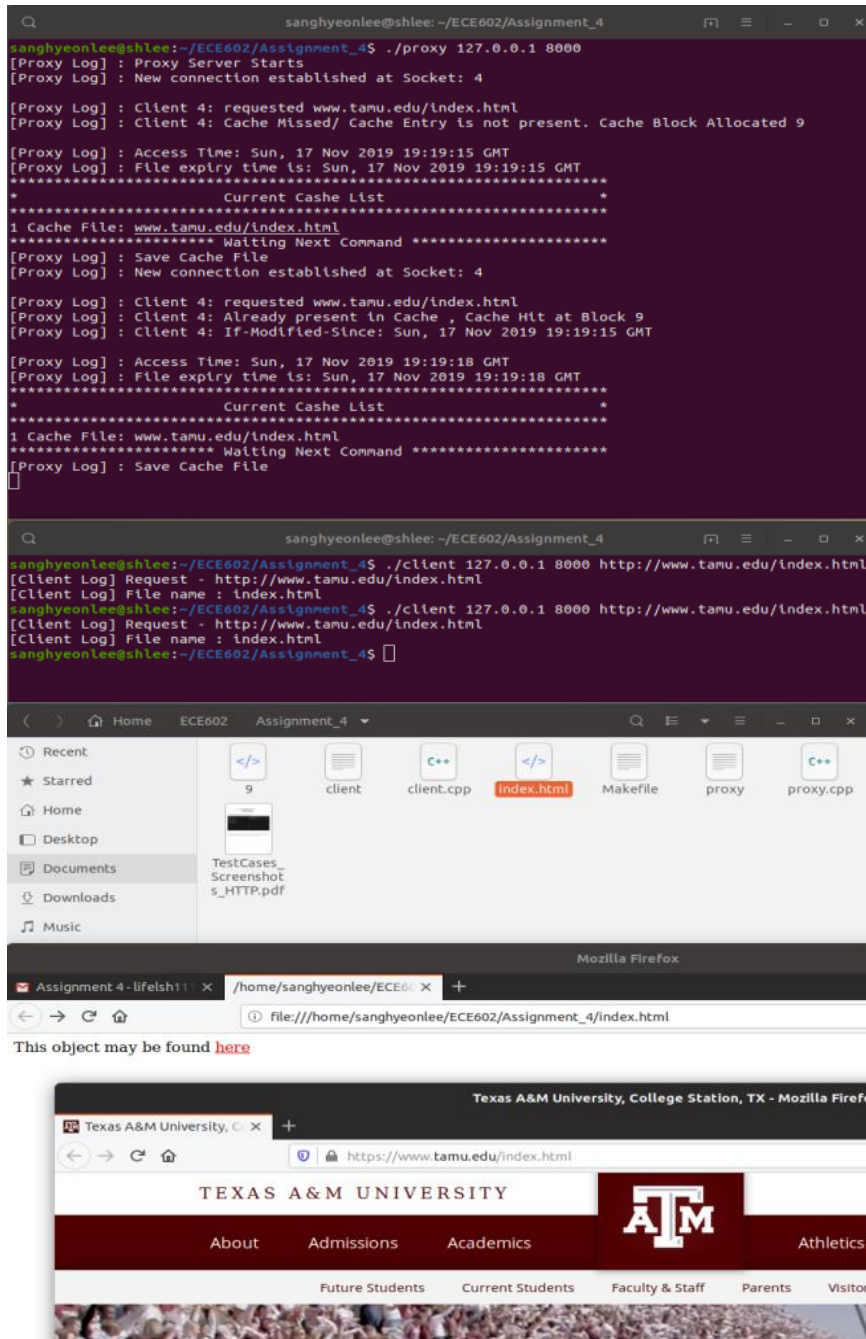 sanghyeonlee@shlee: ~/ECE602/Assignment_4
sanghyeonlee@shlee:~/ECE602/Assignment_4$ ./proxy 127.0.0.1 8000
[Proxy Log] : Proxy Server Starts
[Proxy Log] : New connection established at Socket: 4
[Proxy Log] : Client 4: requested www.tamu.edu/index.html
[Proxy Log] : Client 4: Cache Missed/ Cache Entry is not present. Cache Block Allocated 9
[Proxy Log] : Access Time: Sun, 17 Nov 2019 19:19:15 GMT
[Proxy Log] : File expiry time is: Sun, 17 Nov 2019 19:19:15 GMT
*******************************************************************
* Current Cashe List *
*******************************************************************
1 Cache File: www.tamu.edu/index.html
*********************** Waiting Next Command **********************
[Proxy Log] : Save Cache File
[Proxy Log] : New connection established at Socket: 4
[Proxy Log] : Client 4: requested www.tamu.edu/index.html
[Proxy Log] : Client 4: Already present in Cache , Cache Hit at Block 9
[Proxy Log] : Client 4: If-Modified-Since: Sun, 17 Nov 2019 19:19:15 GMT
[Proxy Log] : Access Time: Sun, 17 Nov 2019 19:19:18 GMT
[Proxy Log] : File expiry time is: Sun, 17 Nov 2019 19:19:18 GMT
*******************************************************************
* Current Cashe List *
*******************************************************************
1 Cache File: www.tamu.edu/index.html
*********************** Waiting Next Command **********************
[Proxy Log] : Save Cache File
sanghyeonlee@shlee: ~/ECE602/Assignment_4
sanghyeonlee@shlee:~/ECE602/Assignment_4$ ./client 127.0.0.1 8000 http://www.tamu.edu/index.html
[Client Log] Request - http://www.tamu.edu/index.html
[Client Log] File name : index.html
sanghyeonlee@shlee:~/ECE602/Assignment_4$ ./client 127.0.0.1 8000 http://www.tamu.edu/index.html
[Client Log] Request - http://www.tamu.edu/index.html
[Client Log] File name : index.html
sanghyeonlee@shlee:~/ECE602/Assignment_4$
Home ECE602 Assignment_4
Recent
Starred
Home
Desktop
Documents
Downloads
Music
9 client client.cpp index.html Makefile proxy proxy.cpp
TestCases_
Screenshot
s_HTTP.pdf
Mozilla Firefox
Assignment 4 - lifelsh111 /home/sanghyeonlee/ECE60
file:///home/sanghyeonlee/ECE602/Assignment_4/index.html
This object may be found here
Texas A&M University, College Station, TX - Mozilla Firefo
Texas A&M University, C
https://www.tamu.edu/index.html
TEXAS A&M UNIVERSITY
ATM
About Admissions Academics Athletics
Future Students Current Students Faculty & Staff Parents Visitor